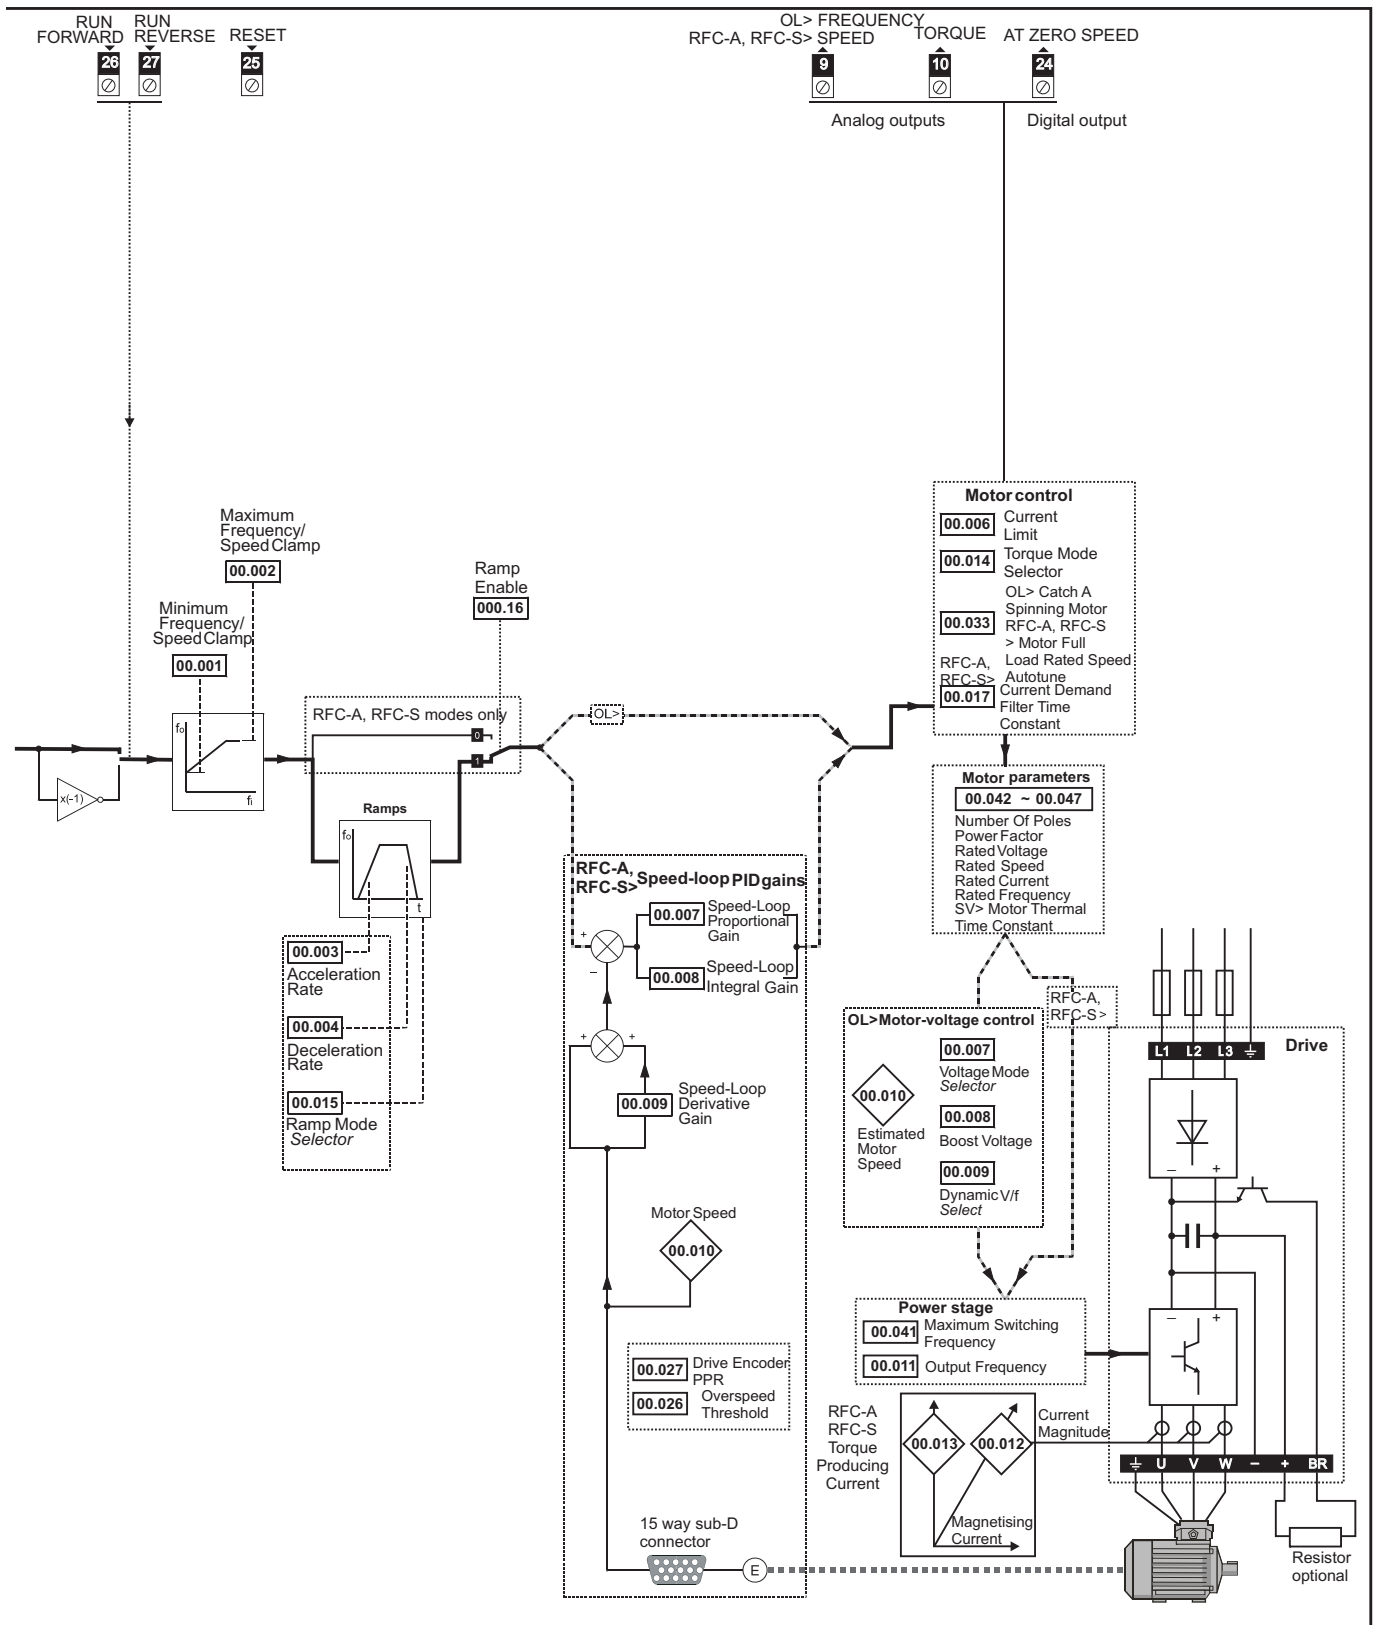 RUN
FORWARD
RUN
REVERSE
RESET
26
27
25
OL> FREQUENCY
RFC-A, RFC-S> SPEED
TORQUE
AT ZERO SPEED
9
10
24
Analog outputs
Digital output
Maximum
Frequency/
Speed Clamp
00.002
Minimum
Frequency/
Speed Clamp
00.001
Ramp
Enable
000.16
RFC-A, RFC-S modes only
0
1
OL>
x(-1)
fo
fi
Ramps
fo
t
00.003
Acceleration
Rate
00.004
Deceleration
Rate
00.015
Ramp Mode
Selector
RFC-A,
RFC-S>
Speed-loop PID gains
00.007
Speed-Loop
Proportional
Gain
00.008
Speed-Loop
Integral Gain
+
–
+
+
00.009
Speed-Loop
Derivative
Gain
Motor Speed
00.010
00.027
Drive Encoder
PPR
00.026
Overspeed
Threshold
15 way sub-D
connector
E
Motor control
00.006
Current
Limit
00.014
Torque Mode
Selector
00.033
OL> Catch A
Spinning Motor
RFC-A, RFC-S
> Motor Full
Load Rated Speed
Autotune
RFC-A,
RFC-S>
00.017
Current Demand
Filter Time
Constant
Motor parameters
00.042 ~ 00.047
Number Of Poles
Power Factor
Rated Voltage
Rated Speed
Rated Current
Rated Frequency
SV> Motor Thermal
Time Constant
RFC-A,
RFC-S >
OL>Motor-voltage control
00.007
Voltage Mode
Selector
00.010
Estimated
Motor
Speed
00.008
Boost Voltage
00.009
Dynamic V/f
Select
Power stage
00.041
Maximum Switching
Frequency
00.011
Output Frequency
RFC-A
RFC-S
Torque
Producing
Current
00.013
00.012
Current
Magnitude
Magnetising
Current
Drive
L1
L2
L3
–
+
–
+
U
V
W
–
+
BR
Resistor
optional